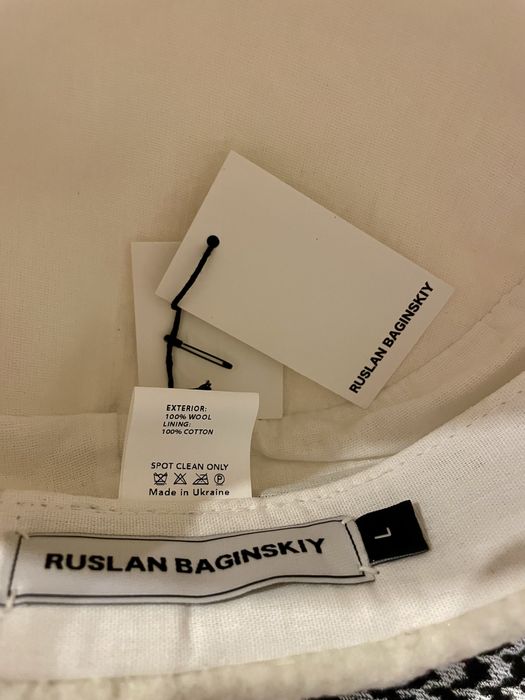 RUSLAN BAGINSKIY
EXTERIOR:
100% WOOL
LINING:
100% COTTON
SPOT CLEAN ONLY
P
Made in Ukraine
RUSLAN BAGINSKIY
L